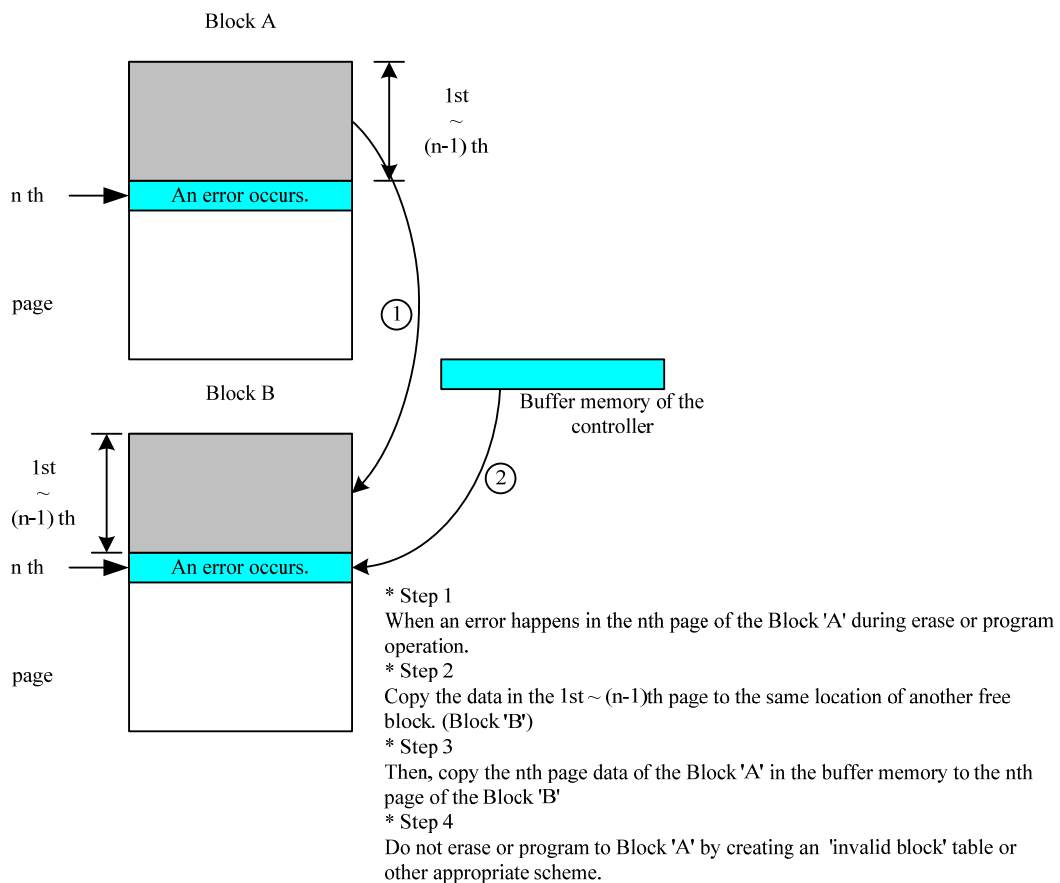 Block A
1st
~
(n-1) th
n th
An error occurs.
page
1
Buffer memory of the
controller
Block B
1st
~
(n-1) th
2
n th
An error occurs.
page
* Step 1
When an error happens in the nth page of the Block 'A' during erase or program
operation.
* Step 2
Copy the data in the 1st ~ (n-1)th page to the same location of another free
block. (Block 'B')
* Step 3
Then, copy the nth page data of the Block 'A' in the buffer memory to the nth
page of the Block 'B'
* Step 4
Do not erase or program to Block 'A' by creating an 'invalid block' table or
other appropriate scheme.